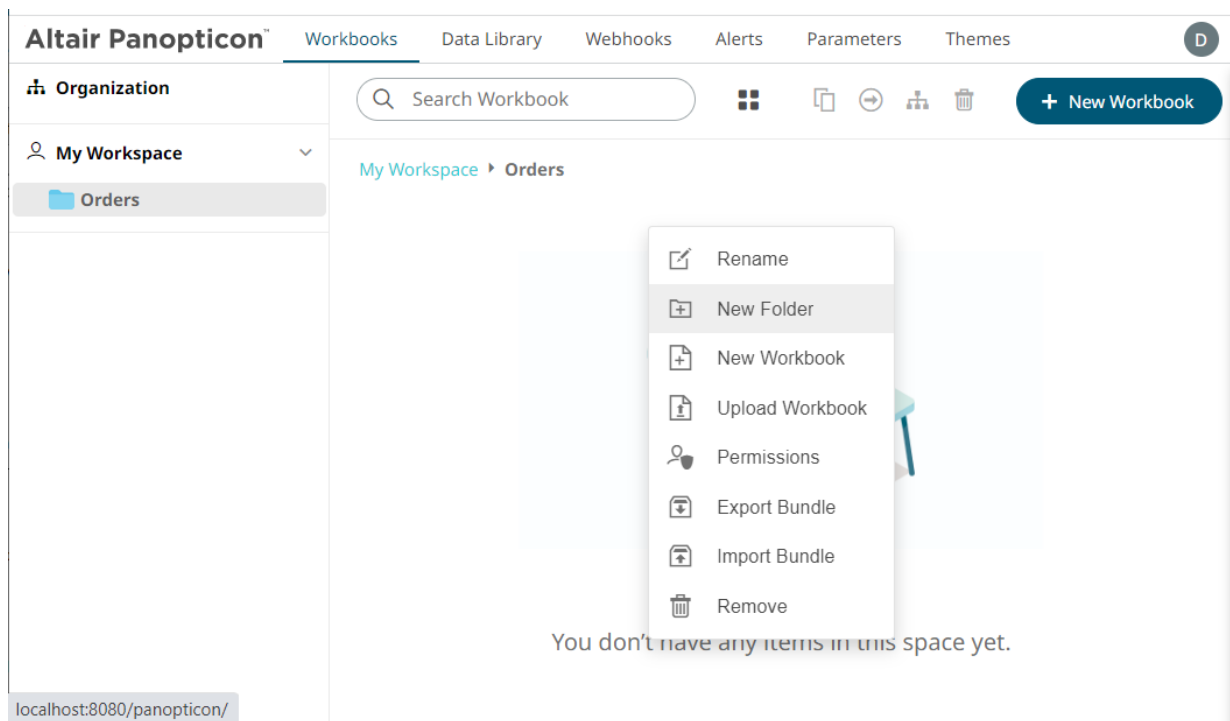 Altair Panopticon™ Workbooks Data Library Webhooks Alerts Parameters Themes D
Organization
Search Workbook
+ New Workbook
My Workspace
Orders
My Workspace Orders
Rename
New Folder
New Workbook
Upload Workbook
Permissions
Export Bundle
Import Bundle
Remove
You don't have any items in this space yet.
localhost:8080/panopticon/